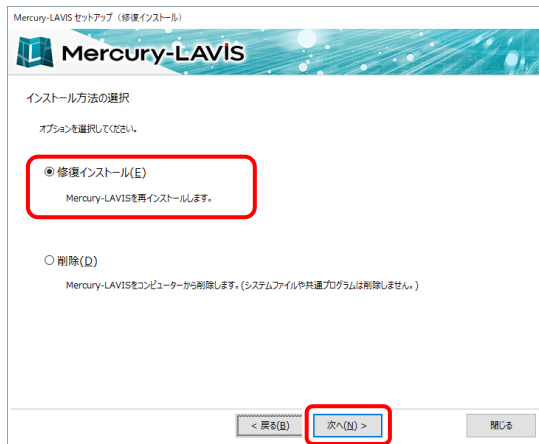 Mercury-LAVIS セットアップ（修復インストール）
Mercury-LAVIS
インストール方法の選択
オプションを選択してください。
修復インストール(E)
Mercury-LAVISを再インストールします。
削除(D)
Mercury-LAVISをコンピューターから削除します。(システムファイルや共通プログラムは削除しません。)
< 戻る(B) 次へ(N) > 閉じる